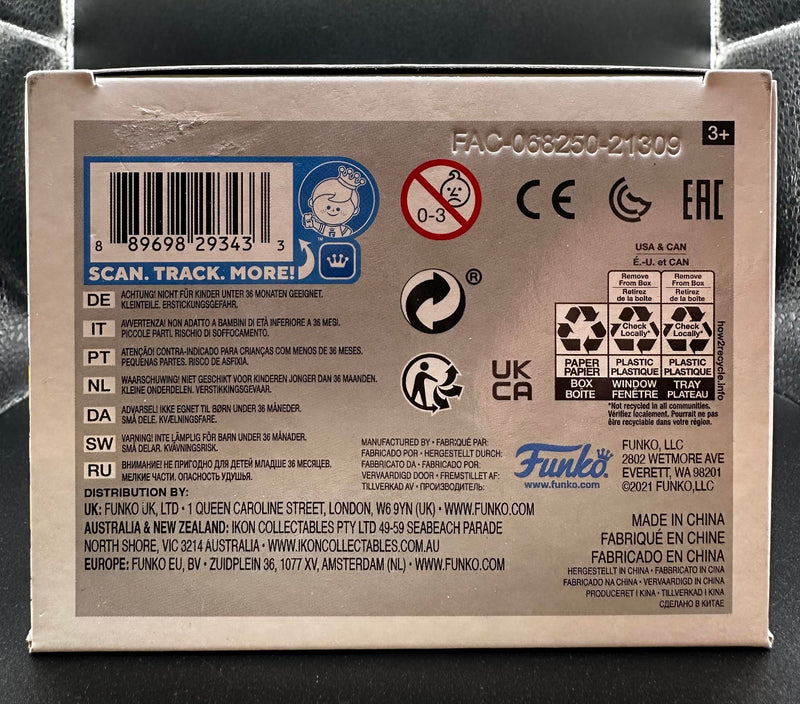 FAC-068250-21309
3+
8 89698 29343 3
SCAN. TRACK. MORE!
™
0-3
CE
EAC
®
UK
CA
USA & CAN
É.-U. et CAN
Remove From Box
Retirez de la boîte
Remove From Box
Retirez de la boîte
Check Locally*
Check Locally*
PAPER
PAPIER
BOX
BOÎTE
PLASTIC
PLASTIQUE
WINDOW
FENÊTRE
PLASTIC
PLASTIQUE
TRAY
PLATEAU
how2recycle.info
*Not recycled in all communities.
Vérifiez localement. Pourrait ne pas
être recyclable dans votre région.
DE ACHTUNG! NICHT FÜR KINDER UNTER 36 MONATEN GEEIGNET.
KLEINTEILE. ERSTICKUNGSGEFAHR.
IT AVVERTENZA! NON ADATTO A BAMBINI DI ETÀ INFERIORE A 36 MESI.
PICCOLE PARTI. RISCHIO DI SOFFOCAMENTO.
PT ATENÇÃO! CONTRA-INDICADO PARA CRIANÇAS COM MENOS DE 36 MESES.
PEQUENAS PARTES. RISCO DE ASFIXIA.
NL WAARSCHUWING! NIET GESCHIKT VOOR KINDEREN JONGER DAN 36 MAANDEN.
KLEINE ONDERDELEN. VERSTIKKINGSGEVAAR.
DA ADVARSEL! IKKE EGNET TIL BØRN UNDER 36 MÅNEDER.
SMÅ DELE. KVÆLNINGSFARE.
SW VARNING! INTE LÄMPLIG FÖR BARN UNDER 36 MÅNADER.
SMÅ DELAR. KVÄVNINGSRISK.
RU ВНИМАНИЕ! НЕ ПРИГОДНО ДЛЯ ДЕТЕЙ МЛАДШЕ 36 МЕСЯЦЕВ.
МЕЛКИЕ ЧАСТИ. ОПАСНОСТЬ УДУШЬЯ.
MANUFACTURED BY • FABRIQUÉ PAR:
FABRICADO POR • HERGESTELLT DURCH:
FABBRICATO DA • FABRICADO POR:
VERVAARDIGD DOOR • FREMSTILLET AF:
TILLVERKAD AV • ПРОИЗВОДИТЕЛЬ:
Funko®
www.funko.com
FUNKO, LLC
2802 WETMORE AVE
EVERETT, WA 98201
©2021 FUNKO,LLC
DISTRIBUTION BY:
UK: FUNKO UK, LTD • 1 QUEEN CAROLINE STREET, LONDON, W6 9YN (UK) • WWW.FUNKO.COM
AUSTRALIA & NEW ZEALAND: IKON COLLECTABLES PTY LTD 49-59 SEABEACH PARADE
NORTH SHORE, VIC 3214 AUSTRALIA • WWW.IKONCOLLECTABLES.COM.AU
EUROPE: FUNKO EU, BV • ZUIDPLEIN 36, 1077 XV, AMSTERDAM (NL) • WWW.FUNKO.COM
MADE IN CHINA
FABRIQUÉ EN CHINE
FABRICADO EN CHINA
HERGESTELLT IN CHINA • FABBRICATO IN CINA
FABRICADO NA CHINA • VERVAARDIGD IN CHINA
PRODUCERET I KINA • TILLVERKAD I KINA
СДЕЛАНО В КИТАЕ